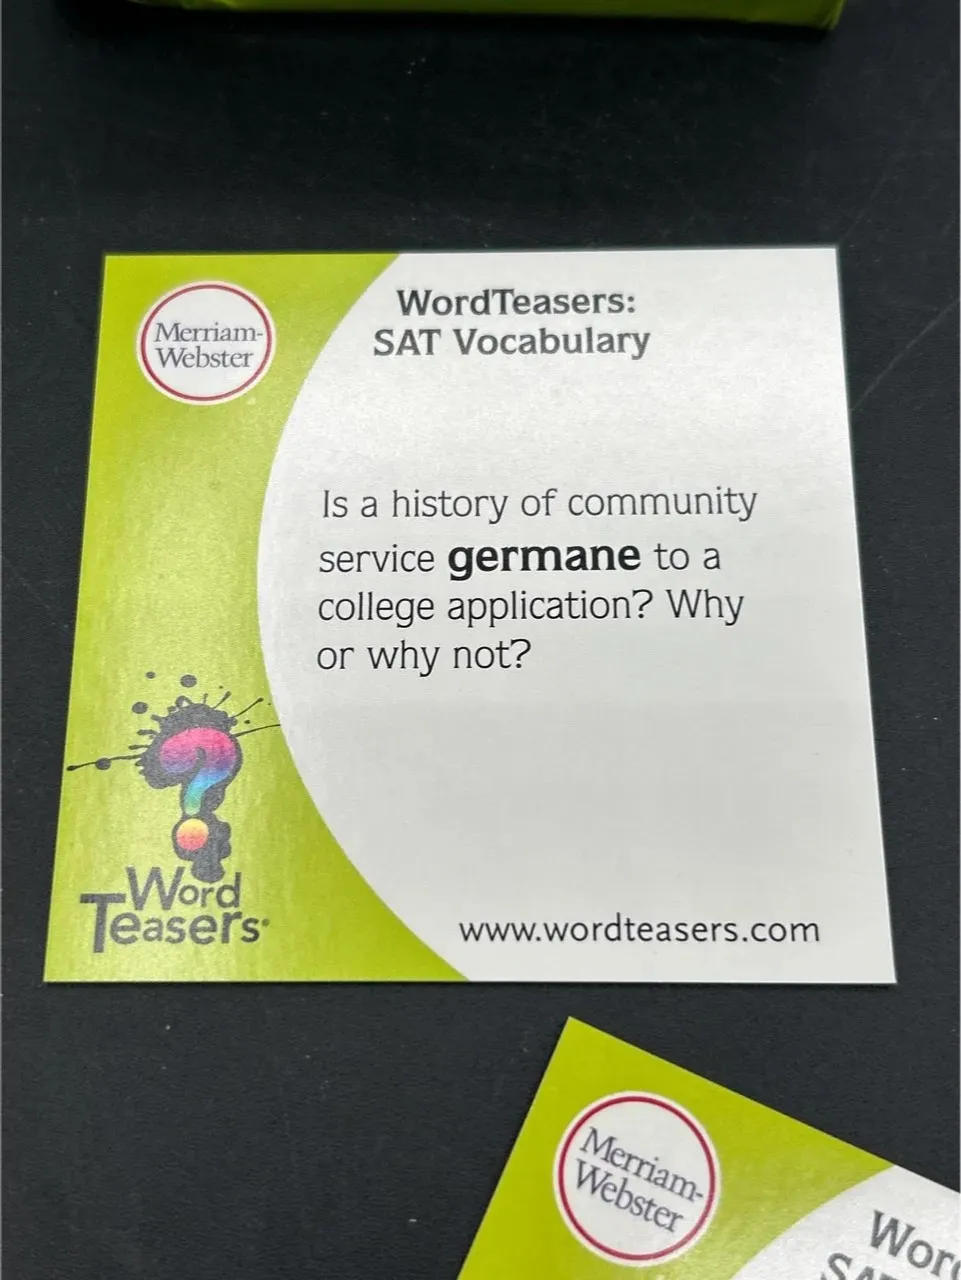 Merriam-
Webster
WordTeasers:
SAT Vocabulary
Is a history of community
service germane to a
college application? Why
or why not?
Word
Teasers
www.wordteasers.com
Merriam-
Webster